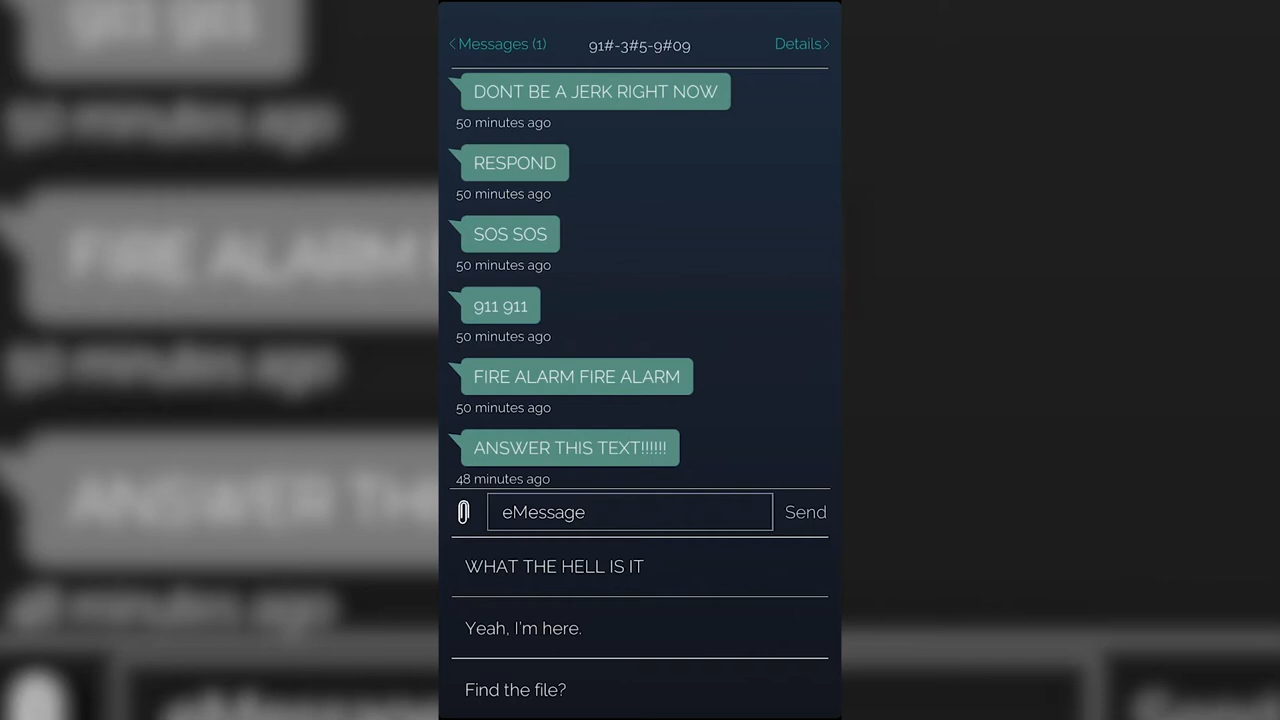 Messages (1)
91#-3#5-9#09
Details
DONT BE A JERK RIGHT NOW
50 minutes ago
RESPOND
50 minutes ago
SOS SOS
50 minutes ago
911 911
50 minutes ago
FIRE ALARM FIRE ALARM
50 minutes ago
ANSWER THIS TEXT!!!!!!
48 minutes ago
eMessage
Send
WHAT THE HELL IS IT
Yeah, I'm here.
Find the file?